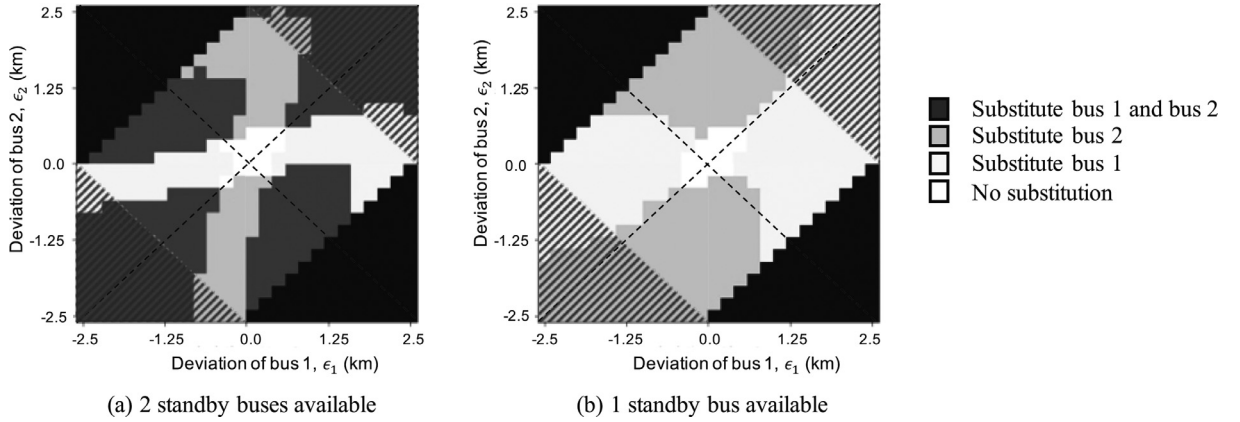 2.5
1.25
0.0
-1.25
-2.5
Deviation of bus 2, ϵ₂ (km)
-2.5 -1.25 0.0 1.25 2.5
Deviation of bus 1, ϵ₁ (km)
(a) 2 standby buses available
2.5
1.25
0.0
-1.25
-2.5
Deviation of bus 2, ϵ₂ (km)
-2.5 -1.25 0.0 1.25 2.5
Deviation of bus 1, ϵ₁ (km)
(b) 1 standby bus available
Substitute bus 1 and bus 2
Substitute bus 2
Substitute bus 1
No substitution